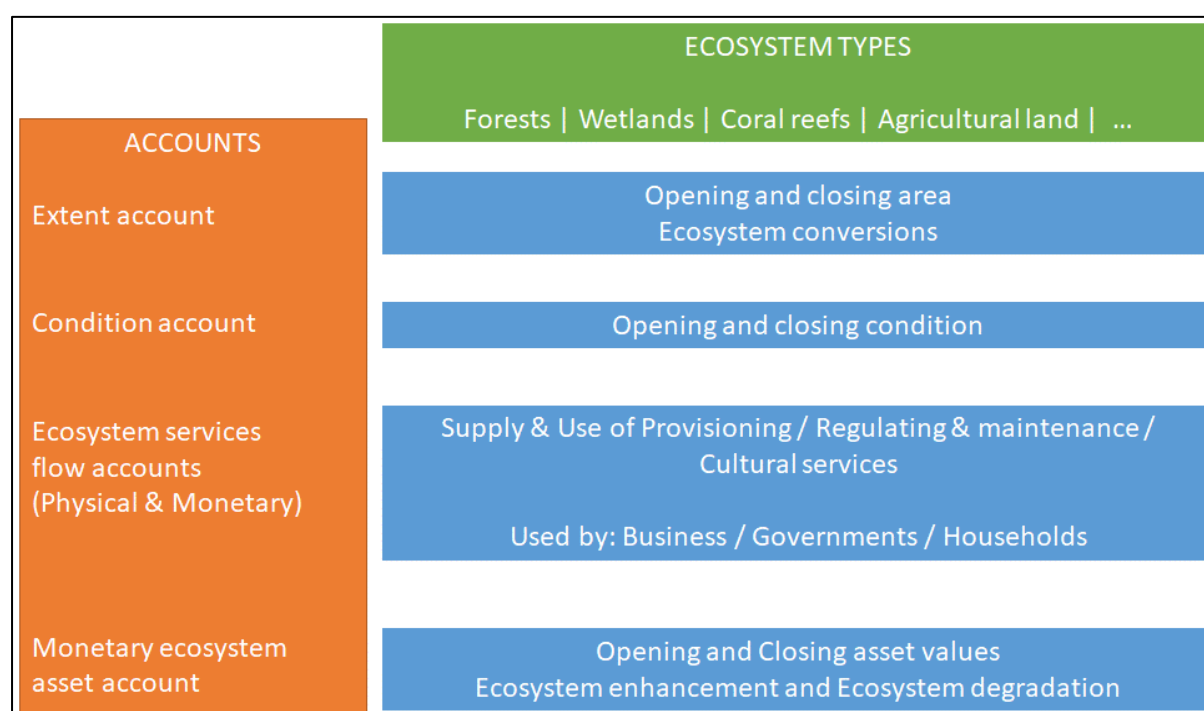 ECOSYSTEM TYPES
Forests | Wetlands | Coral reefs | Agricultural land | ...
ACCOUNTS
Extent account
Opening and closing area
Ecosystem conversions
Condition account
Opening and closing condition
Ecosystem services
flow accounts
(Physical & Monetary)
Supply & Use of Provisioning / Regulating & maintenance /
Cultural services
Used by: Business / Governments / Households
Monetary ecosystem
asset account
Opening and Closing asset values
Ecosystem enhancement and Ecosystem degradation